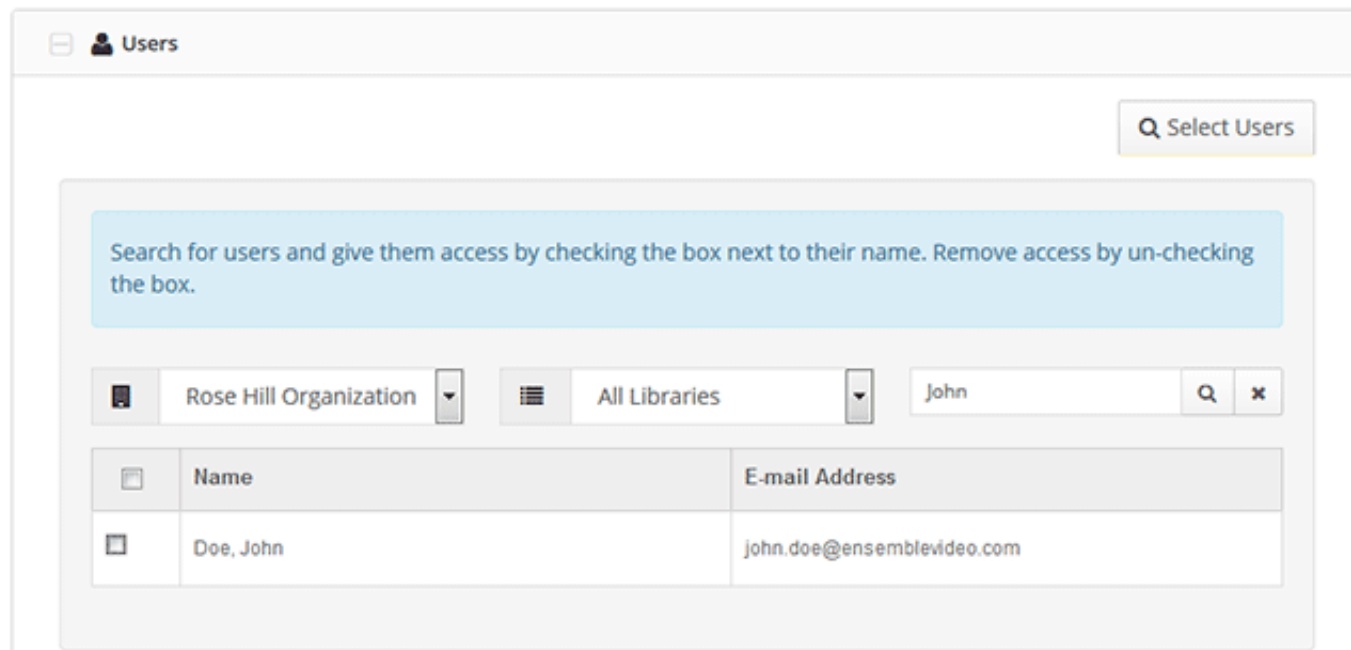 Users
Select Users
Search for users and give them access by checking the box next to their name. Remove access by un-checking
the box.
Rose Hill Organization All Libraries John
Name E-mail Address
Doe, John john.doe@ensemblevideo.com